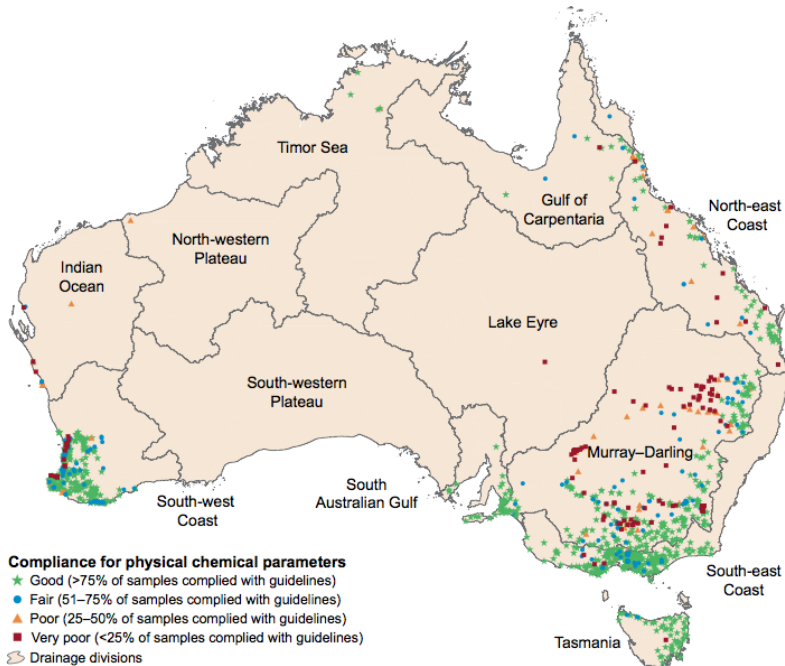 Timor Sea
North-east
Coast
Gulf of
Carpentaria
North-western
Plateau
Indian
Ocean
Lake Eyre
South-western
Plateau
Murray–Darling
South
Australian Gulf
South-west
Coast
South-east
Coast
Tasmania
Compliance for physical chemical parameters
Good (>75% of samples complied with guidelines)
Fair (51–75% of samples complied with guidelines)
Poor (25–50% of samples complied with guidelines)
Very poor (<25% of samples complied with guidelines)
Drainage divisions